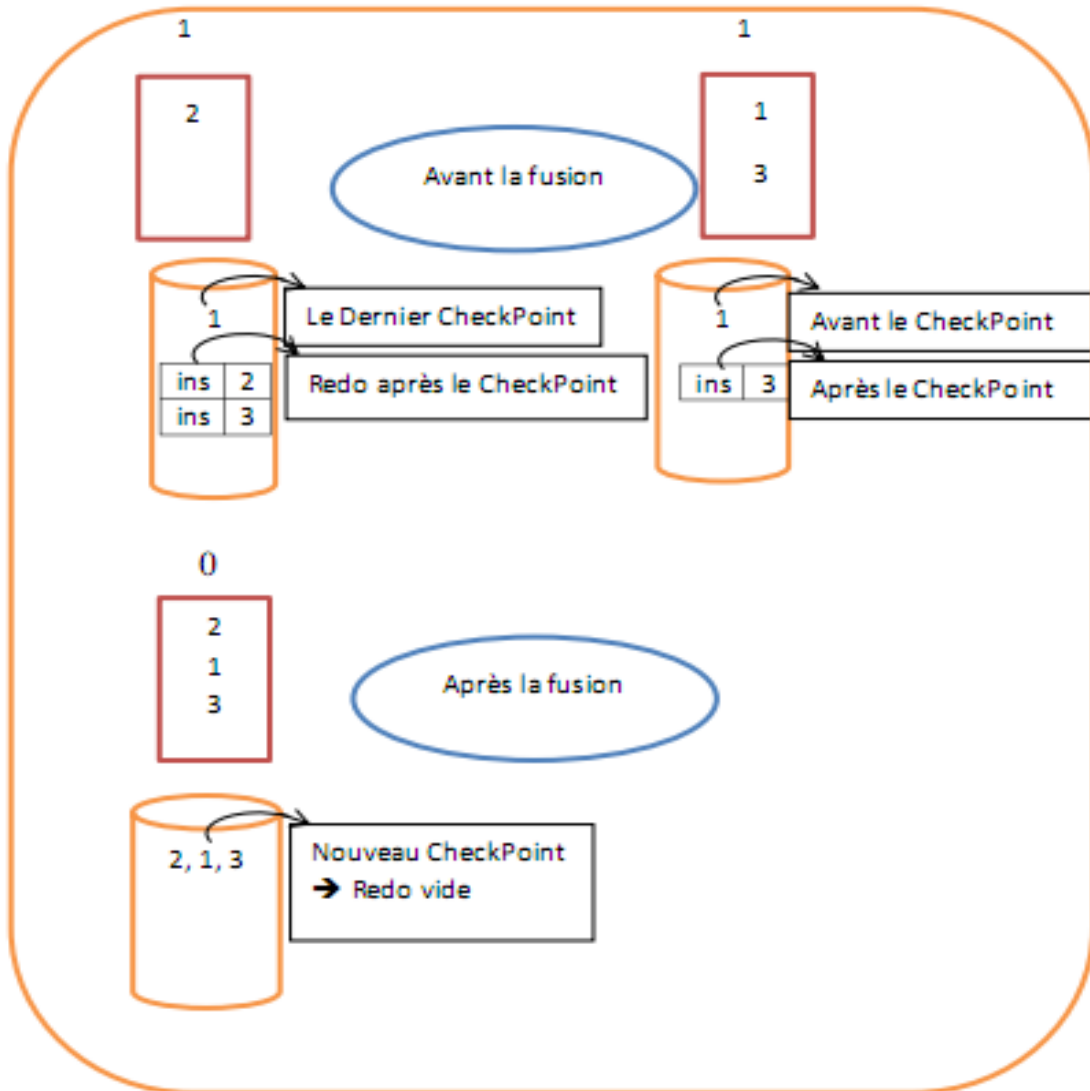 1
1
2
Avant la fusion
1
3
1
Le Dernier CheckPoint
ins 2
Redo après le CheckPoint
ins 3
1
Avant le CheckPoint
ins 3
Après le CheckPoint
0
2
1
3
Après la fusion
2, 1, 3
Nouveau CheckPoint
➔ Redo vide